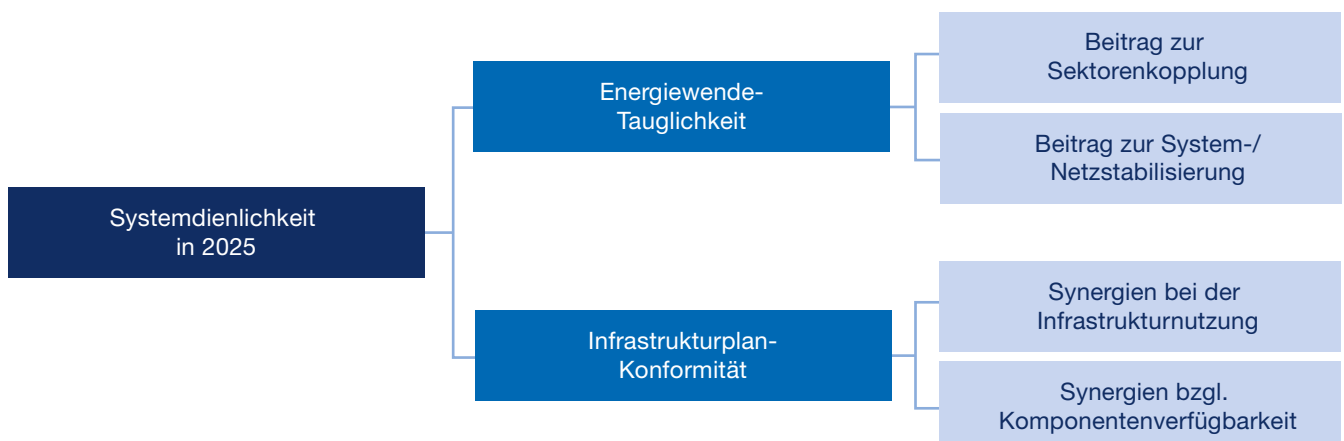 Systemdienlichkeit
in 2025
Energiewende-
Tauglichkeit
Beitrag zur
Sektorenkopplung
Beitrag zur System-/
Netzstabilisierung
Infrastrukturplan-
Konformität
Synergien bei der
Infrastrukturnutzung
Synergien bzgl.
Komponentenverfügbarkeit